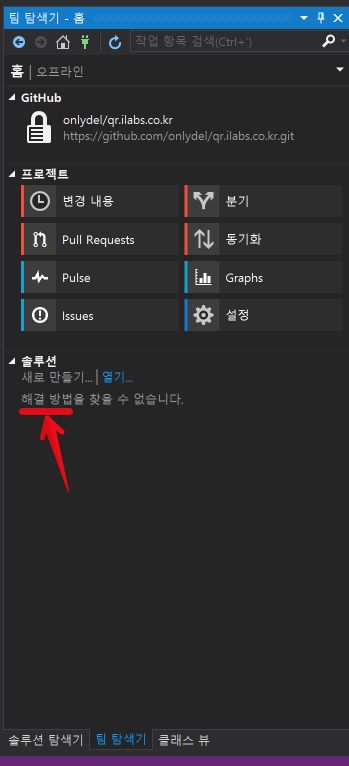 팀 탐색기 - 홈
작업 항목 검색(Ctrl+')
홈 | 오프라인
GitHub
onlydel/qr.ilabs.co.kr
https://github.com/onlydel/qr.ilabs.co.kr.git
프로젝트
변경 내용 분기
Pull Requests 동기화
Pulse Graphs
Issues 설정
솔루션
새로 만들기... | 열기...
해결 방법을 찾을 수 없습니다.
솔루션 탐색기 팀 탐색기 클래스 뷰